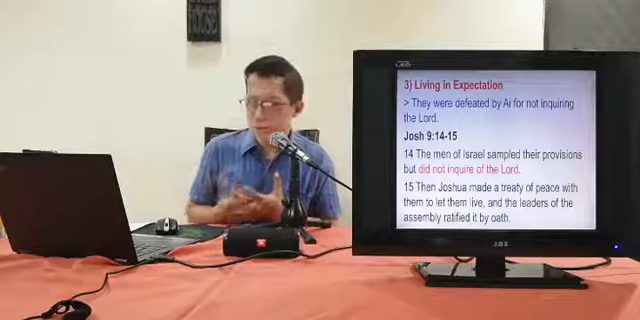 3) Living in Expectation
> They were defeated by Ai for not inquiring
the Lord.
Josh 9:14-15
14 The men of Israel sampled their provisions
but did not inquire of the Lord.
15 Then Joshua made a treaty of peace with
them to let them live, and the leaders of the
assembly ratified it by oath.
JBL